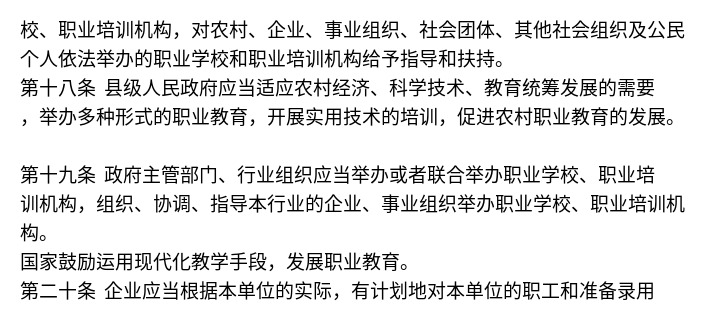 校、职业培训机构，对农村、企业、事业组织、社会团体、其他社会组织及公民
个人依法举办的职业学校和职业培训机构给予指导和扶持。
第十八条 县级人民政府应当适应农村经济、科学技术、教育统筹发展的需要
，举办多种形式的职业教育，开展实用技术的培训，促进农村职业教育的发展。
第十九条 政府主管部门、行业组织应当举办或者联合举办职业学校、职业培
训机构，组织、协调、指导本行业的企业、事业组织举办职业学校、职业培训机
构。
国家鼓励运用现代化教学手段，发展职业教育。
第二十条 企业应当根据本单位的实际，有计划地对本单位的职工和准备录用